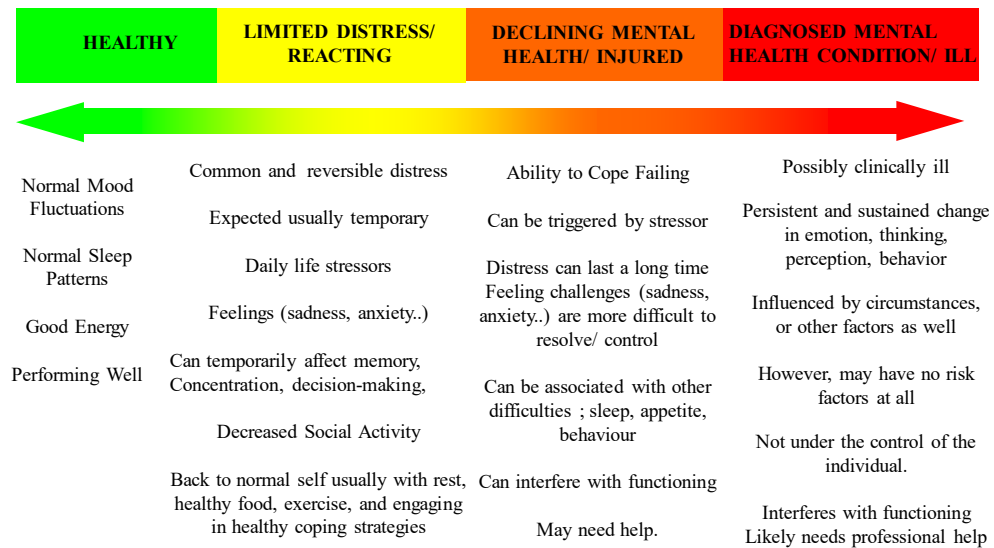 HEALTHY
LIMITED DISTRESS/
REACTING
DECLINING MENTAL
HEALTH/ INJURED
DIAGNOSED MENTAL
HEALTH CONDITION/ ILL
Normal Mood
Fluctuations
Normal Sleep
Patterns
Good Energy
Performing Well
Common and reversible distress
Expected usually temporary
Daily life stressors
Feelings (sadness, anxiety..)
Can temporarily affect memory,
Concentration, decision-making,
Decreased Social Activity
Back to normal self usually with rest,
healthy food, exercise, and engaging
in healthy coping strategies
Ability to Cope Failing
Can be triggered by stressor
Distress can last a long time
Feeling challenges (sadness,
anxiety..) are more difficult to
resolve/ control
Can be associated with other
difficulties ; sleep, appetite,
behaviour
Can interfere with functioning
May need help.
Possibly clinically ill
Persistent and sustained change
in emotion, thinking,
perception, behavior
Influenced by circumstances,
or other factors as well
However, may have no risk
factors at all
Not under the control of the
individual.
Interferes with functioning
Likely needs professional help